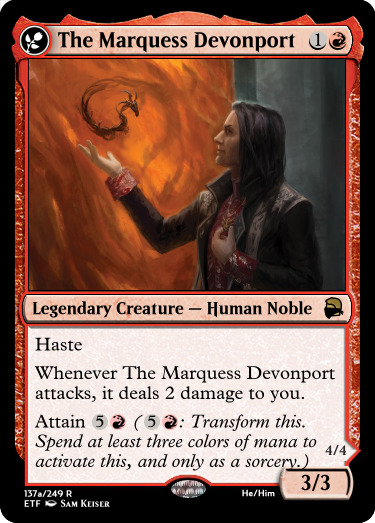 The Marquess Devonport 1
Legendary Creature — Human Noble
Haste
Whenever The Marquess Devonport
attacks, it deals 2 damage to you.
Attain 5 ( 5 : Transform this.
Spend at least three colors of mana to
activate this, and only as a sorcery.)
4/4
3/3
137a/249 R
He/Him
ETF Sam Keiser